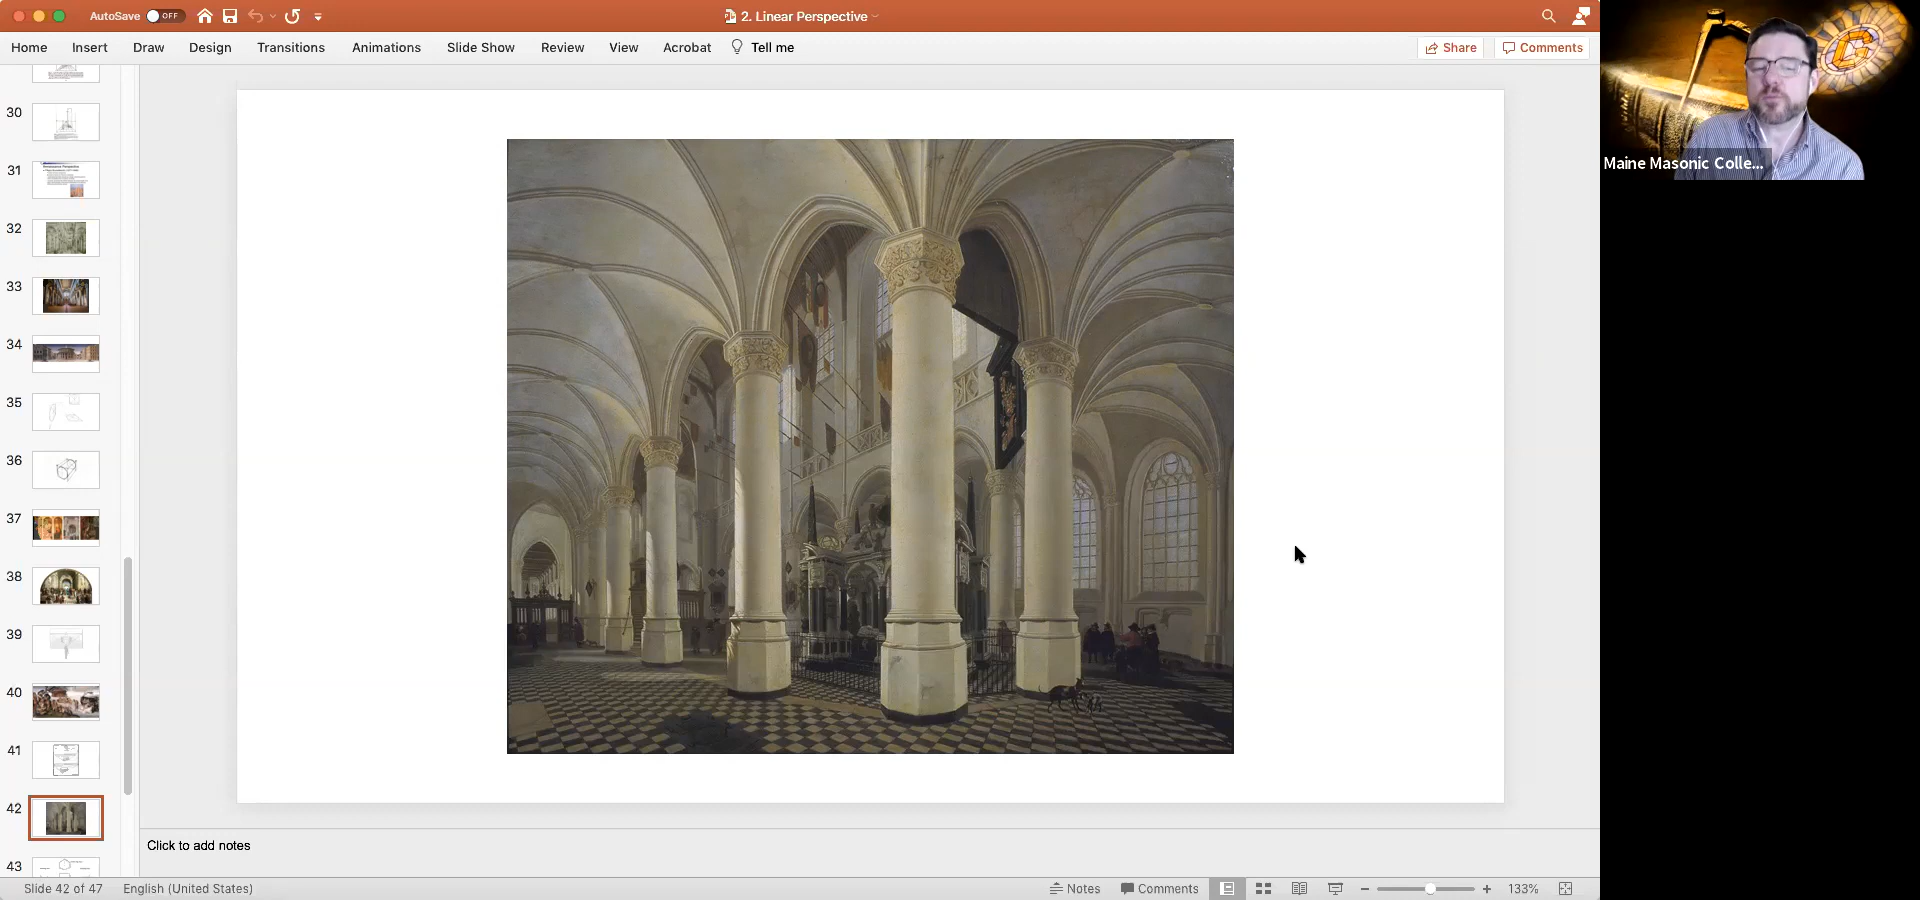 AutoSave OFF 2. Linear Perspective
Home Insert Draw Design Transitions Animations Slide Show Review View Acrobat Tell me Share Comments
30
31
32
33
34
35
36
37
38
39
40
41
42
43
Maine Masonic Colle...
G
Click to add notes
Slide 42 of 47 English (United States) Notes Comments 133%